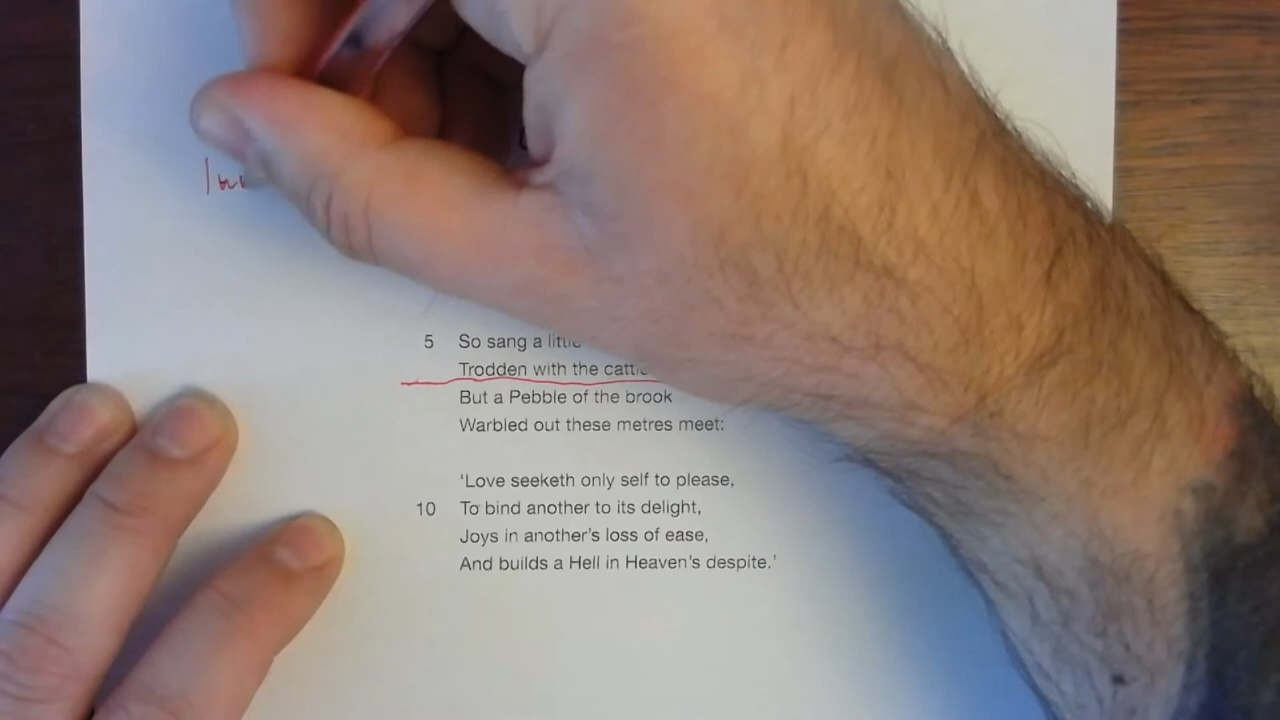 5 So sang a little
Trodden with the cattle
But a Pebble of the brook
Warbled out these metres meet:
'Love seeketh only self to please,
10 To bind another to its delight,
Joys in another's loss of ease,
And builds a Hell in Heaven's despite.'